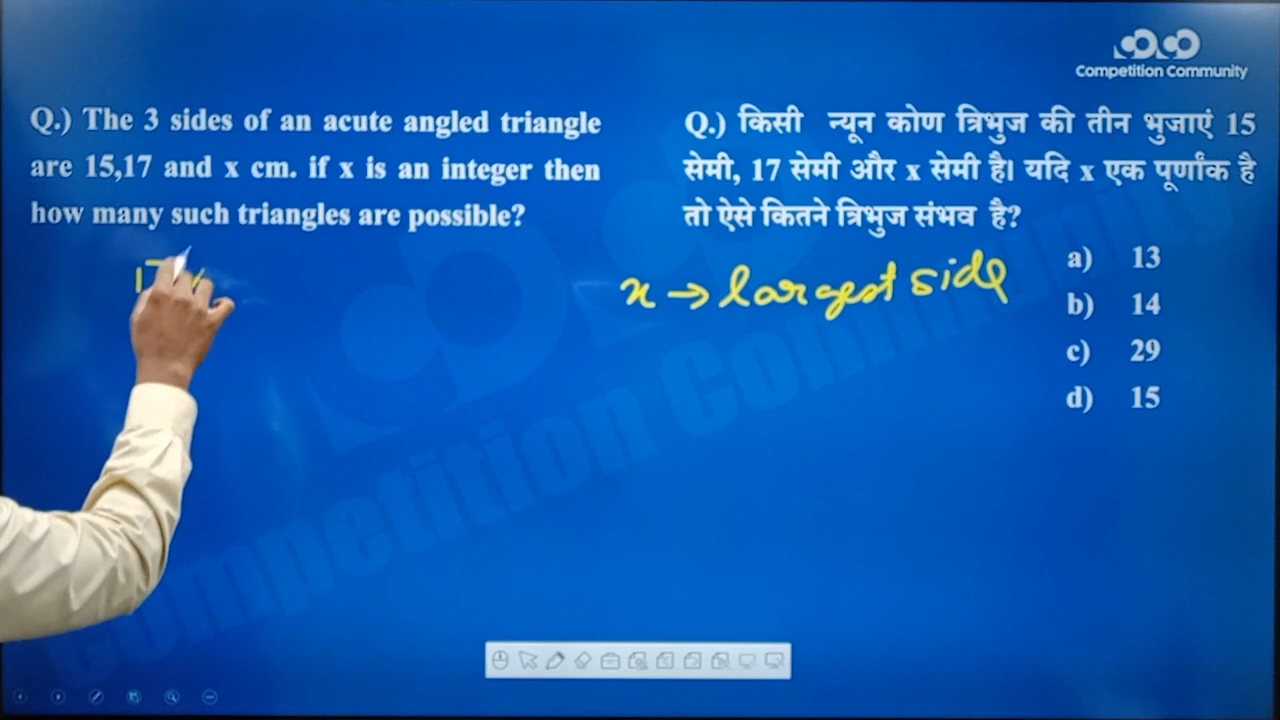 Competition Community
Q.) The 3 sides of an acute angled triangle
are 15,17 and x cm. if x is an integer then
how many such triangles are possible?
Q.) किसी न्यून कोण त्रिभुज की तीन भुजाएं 15
सेमी, 17 सेमी और x सेमी है। यदि x एक पूर्णांक है
तो ऐसे कितने त्रिभुज संभव है?
a) 13
b) 14
c) 29
d) 15
x → largest side
Competition Community